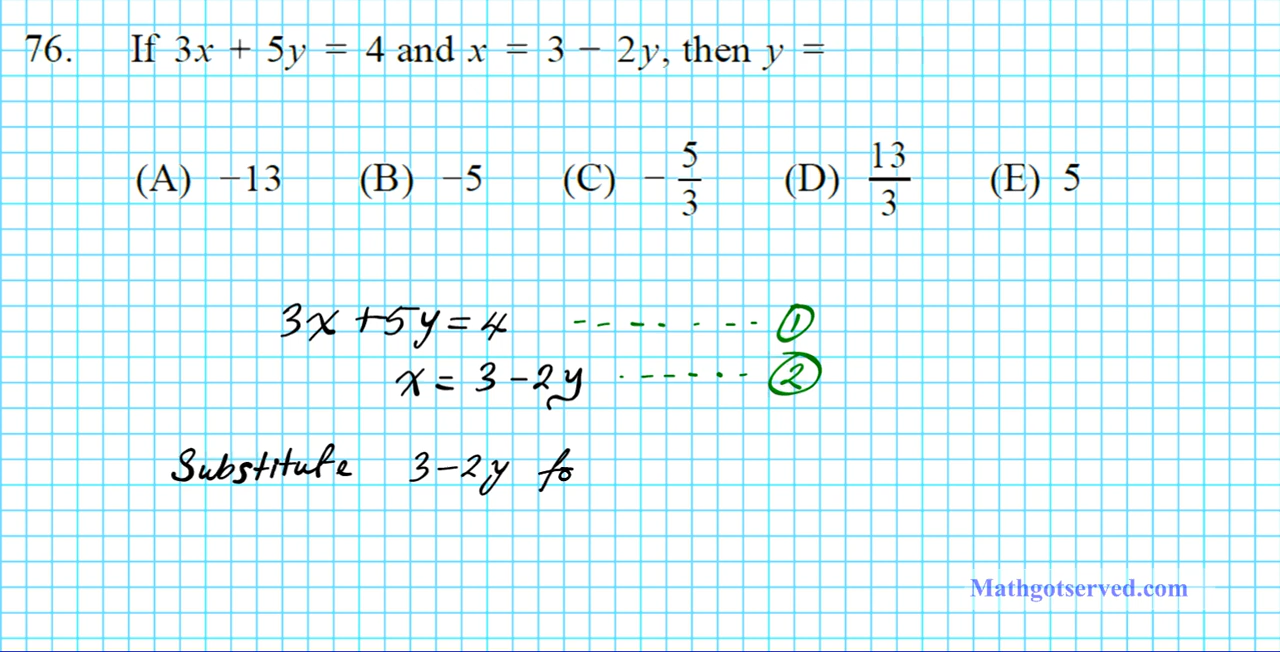 76. If 3x + 5y = 4 and x = 3 − 2y, then y =
(A) −13 (B) −5 (C) −5/3 (D) 13/3 (E) 5
3x + 5y = 4 - - - - - - - 1
x = 3 − 2y - - - - - - 2
Substitute 3 − 2y fo
Mathgotserved.com